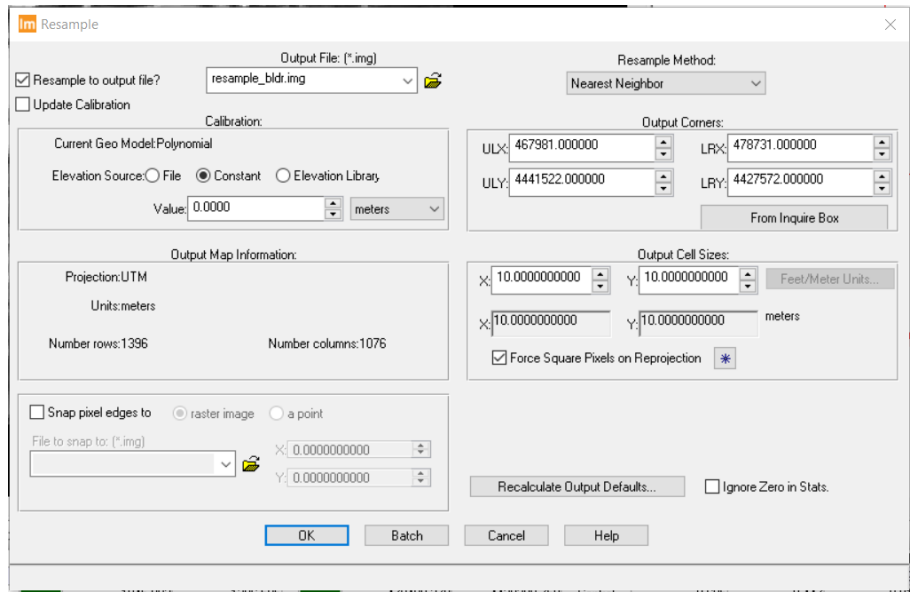 Im Resample
Output File: (*.img)
Resample Method:
Resample to output file?
resample_bldr.img
Nearest Neighbor
Update Calibration
Calibration:
Current Geo Model:Polynomial
Elevation Source: File Constant Elevation Library
Value: 0.0000 meters
Output Corners:
ULX: 467981.000000 LRX: 478731.000000
ULY: 4441522.000000 LRY: 4427572.000000
From Inquire Box
Output Map Information:
Projection:UTM
Units:meters
Number rows:1396 Number columns:1076
Output Cell Sizes:
X: 10.0000000000 Y: 10.0000000000 Feet/Meter Units...
X: 10.0000000000 Y: 10.0000000000 meters
Force Square Pixels on Reprojection
Snap pixel edges to raster image a point
File to snap to: (*.img)
X: 0.0000000000
Y: 0.0000000000
Recalculate Output Defaults... Ignore Zero in Stats.
OK Batch Cancel Help